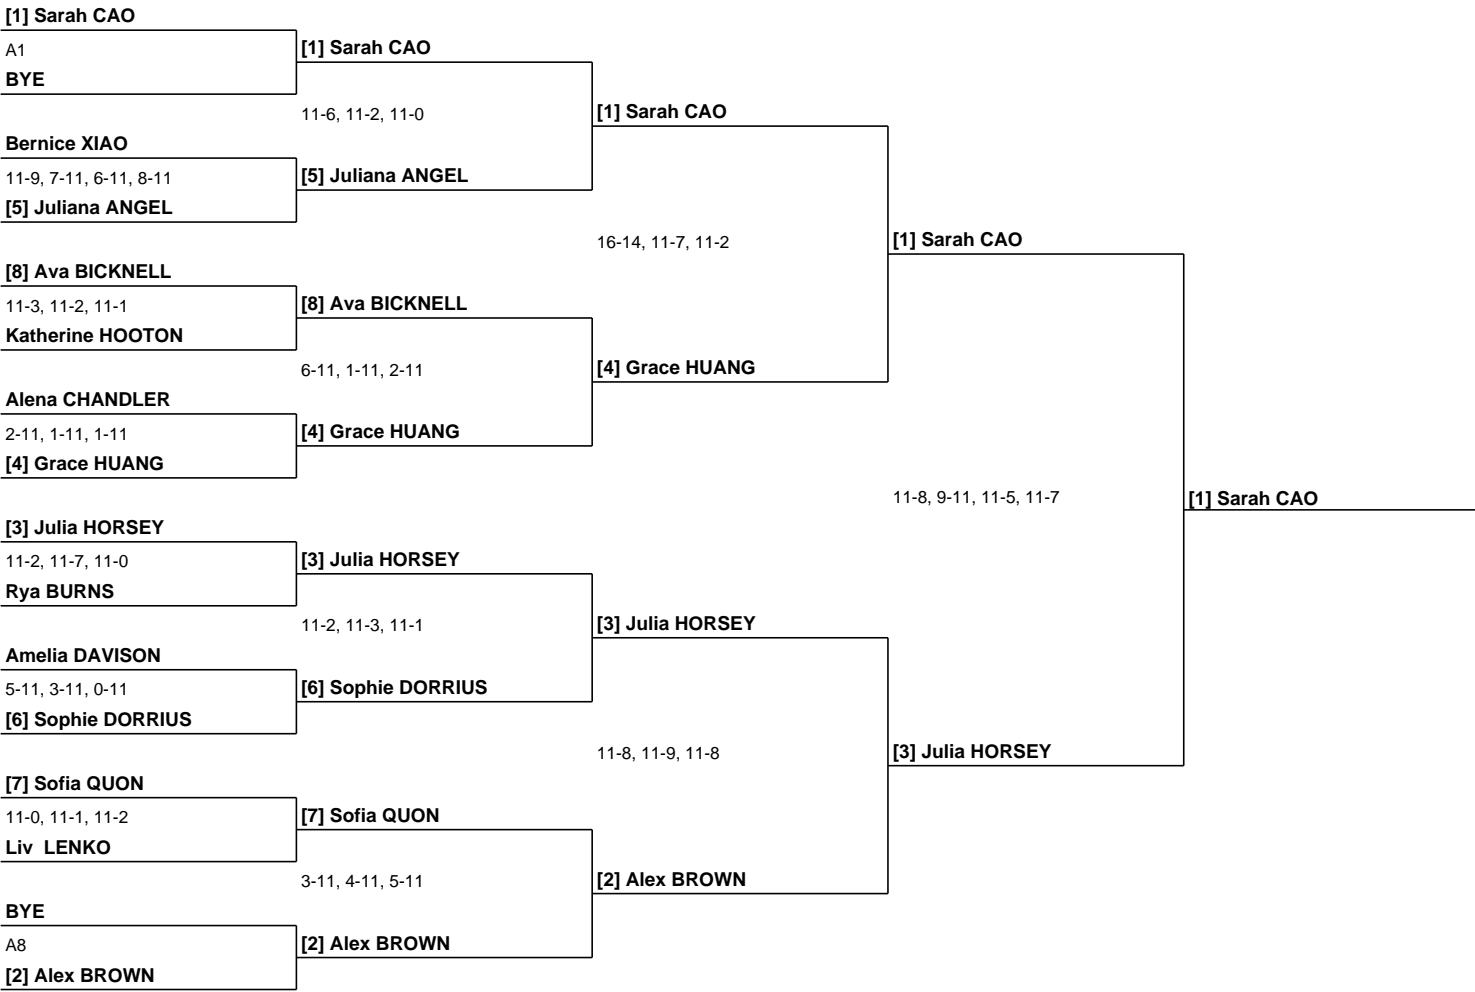 [1] Sarah CAO
A1
BYE
Bernice XIAO
11-9, 7-11, 6-11, 8-11
[5] Juliana ANGEL
[8] Ava BICKNELL
11-3, 11-2, 11-1
Katherine HOOTON
Alena CHANDLER
2-11, 1-11, 1-11
[4] Grace HUANG
[3] Julia HORSEY
11-2, 11-7, 11-0
Rya BURNS
Amelia DAVISON
5-11, 3-11, 0-11
[6] Sophie DORRIUS
[7] Sofia QUON
11-0, 11-1, 11-2
Liv LENKO
BYE
A8
[2] Alex BROWN
[1] Sarah CAO
11-6, 11-2, 11-0
[5] Juliana ANGEL
[8] Ava BICKNELL
6-11, 1-11, 2-11
[4] Grace HUANG
[3] Julia HORSEY
11-2, 11-3, 11-1
[6] Sophie DORRIUS
[7] Sofia QUON
3-11, 4-11, 5-11
[2] Alex BROWN
[1] Sarah CAO
16-14, 11-7, 11-2
[4] Grace HUANG
[3] Julia HORSEY
11-8, 11-9, 11-8
[2] Alex BROWN
[1] Sarah CAO
11-8, 9-11, 11-5, 11-7
[3] Julia HORSEY
[1] Sarah CAO